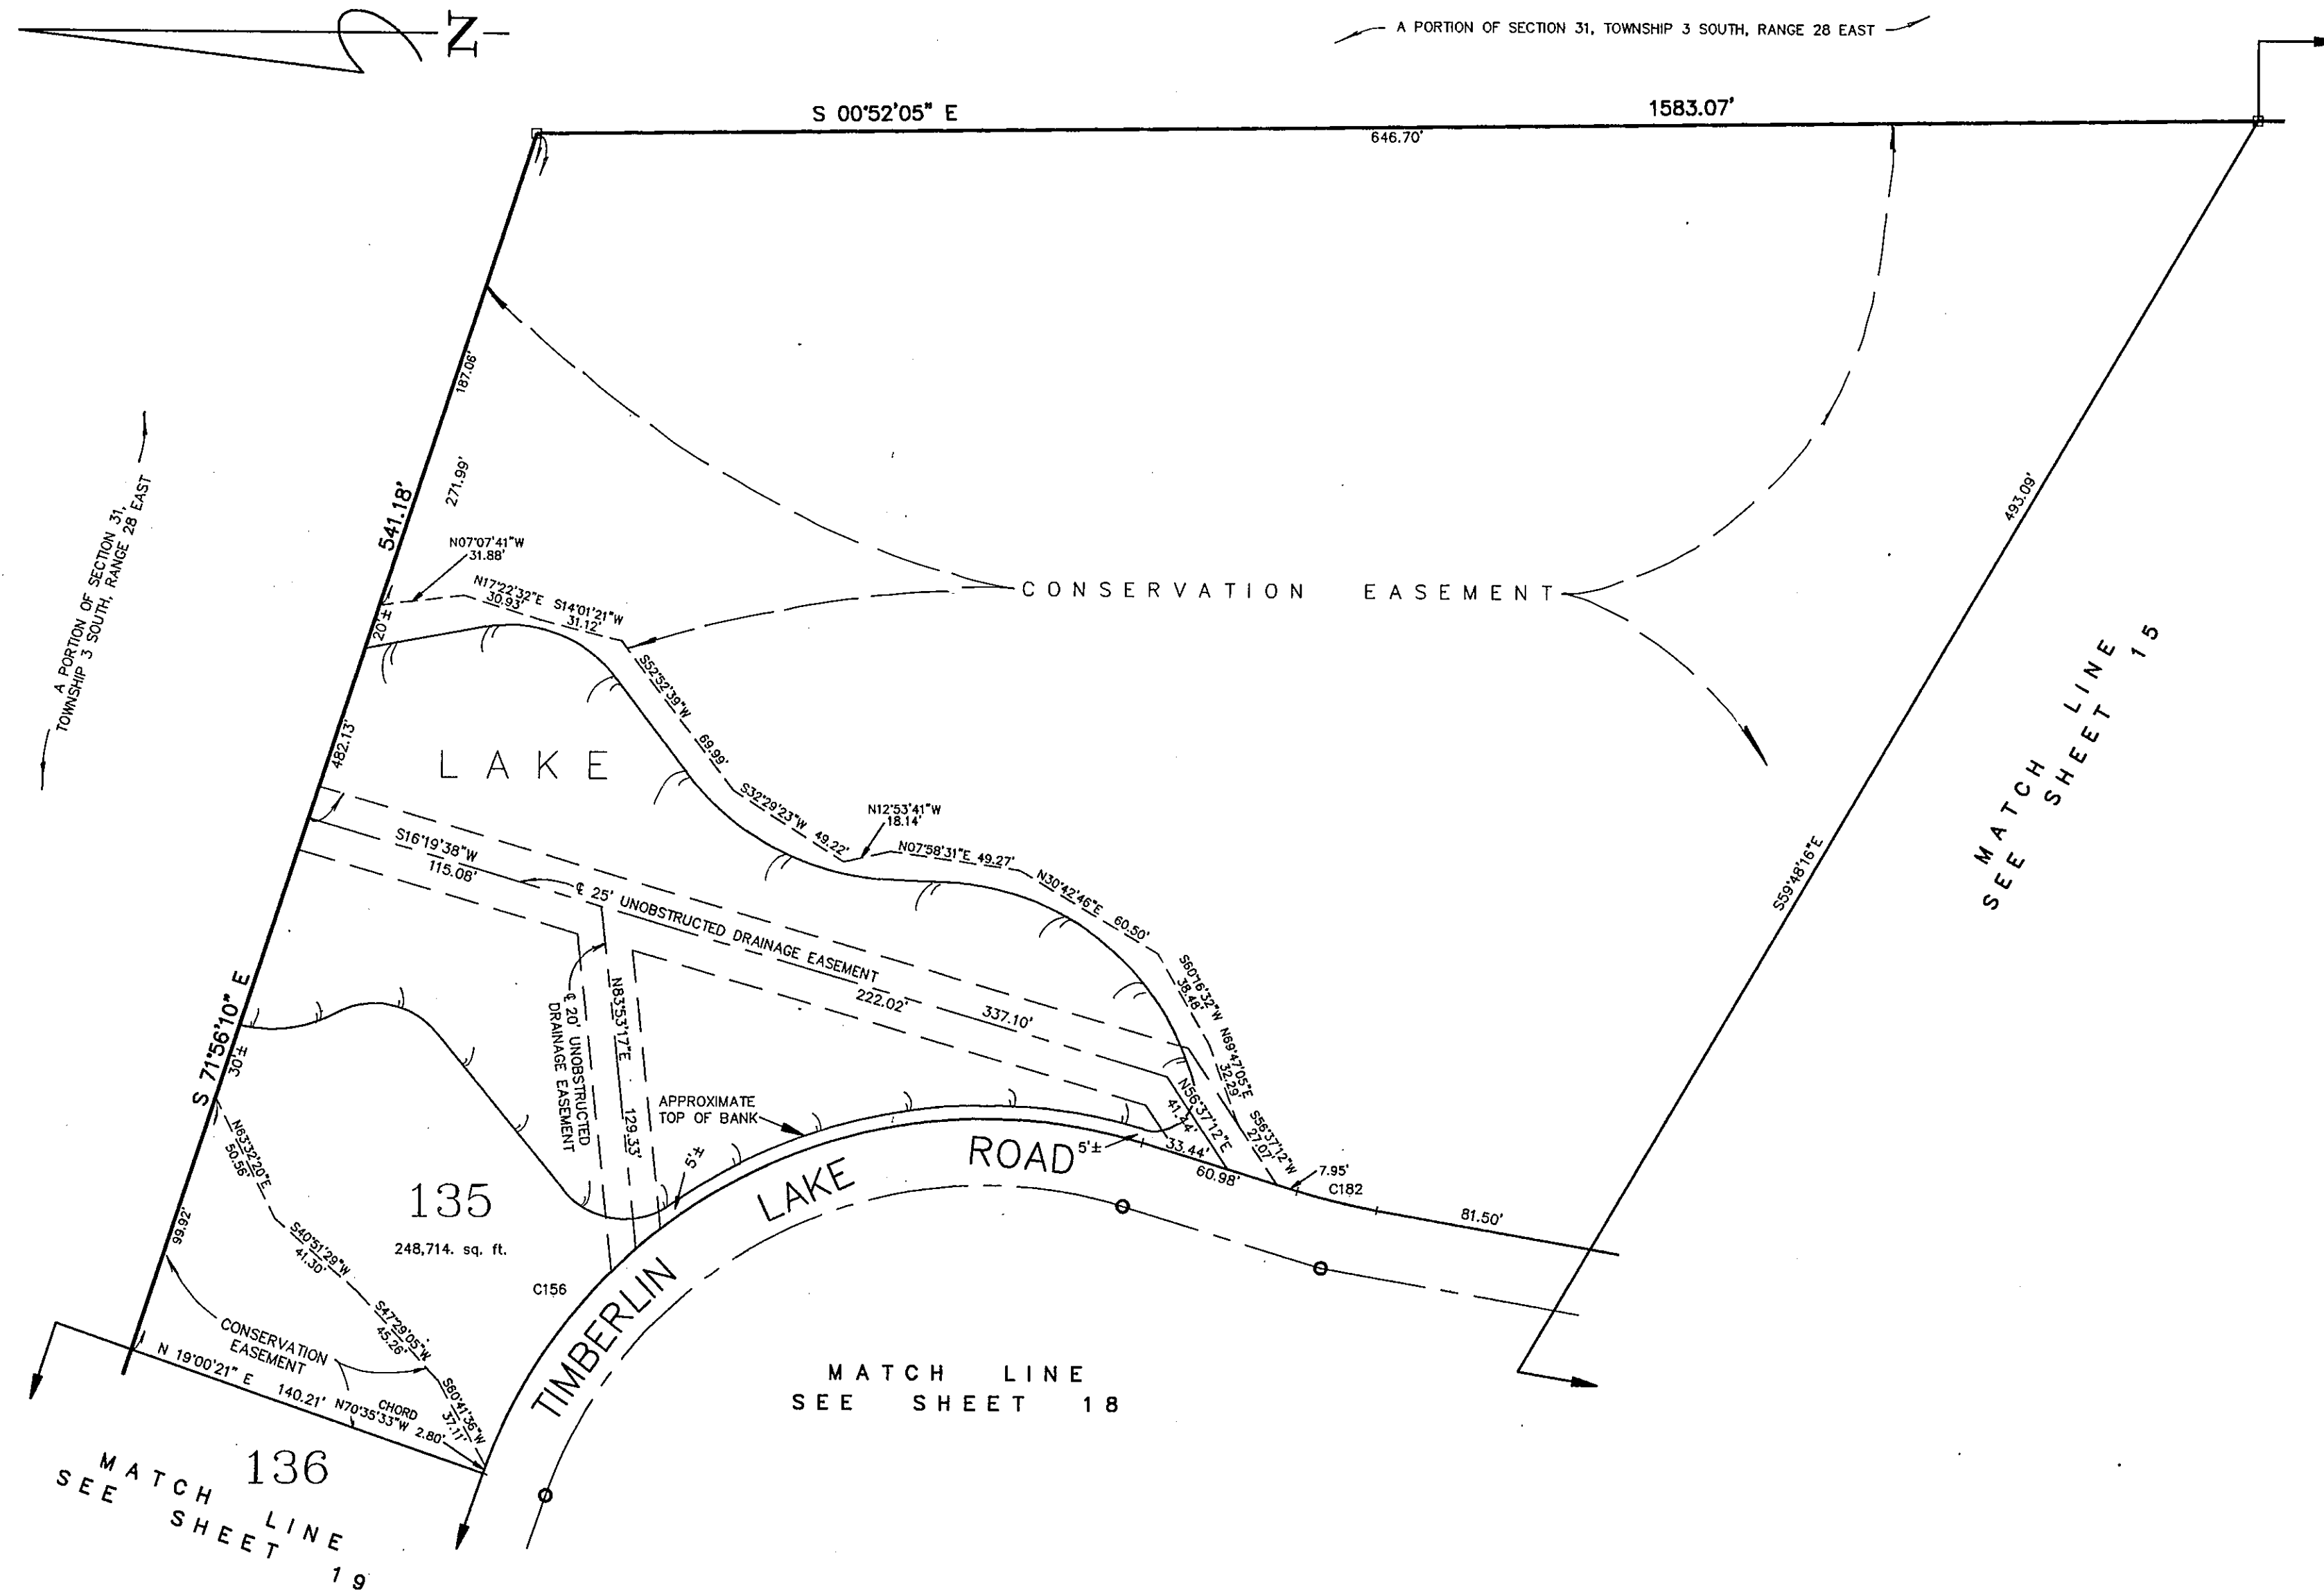 N
A PORTION OF SECTION 31, TOWNSHIP 3 SOUTH, RANGE 28 EAST
S 00°52'05" E
1583.07'
646.70'
187.06'
271.99'
541.18'
A PORTION OF SECTION 31,
TOWNSHIP 3 SOUTH, RANGE 28 EAST
N07°07'41"W
31.88'
N17°22'32"E
30.93'
S14°01'21"W
31.12'
20'±
CONSERVATION EASEMENT
493.09'
S52°52'39"W
69.99'
482.13'
LAKE
S32°29'23"W
49.22'
N12°53'41"W
18.14'
N07°58'31"E 49.27'
N30°42'46"E
60.50'
S59°48'16"E
MATCH LINE
SEE SHEET 15
S16°19'38"W
115.08'
℄ 25' UNOBSTRUCTED DRAINAGE EASEMENT
222.02'
337.10'
S60°16'32"W
38.48'
N69°47'05"E
32.29'
S56°37'12"W
27.07'
N56°37'12"E
41.44'
N83°53'17"E
129.33'
℄ 20' UNOBSTRUCTED
DRAINAGE EASEMENT
S 71°56'10" E
30'±
APPROXIMATE
TOP OF BANK
5'±
5'±
33.44'
60.98'
7.95'
C182
81.50'
N63°32'20"E
50.56'
135
248,714. sq. ft.
C156
TIMBERLIN LAKE ROAD
99.92'
S40°51'29"W
41.30'
S47°29'05"W
45.26'
S60°41'36"W
37.11'
CONSERVATION
EASEMENT
N 19°00'21" E
140.21'
CHORD
N70°35'33"W
2.80'
136
MATCH LINE
SEE SHEET 18
MATCH LINE
SEE SHEET 19